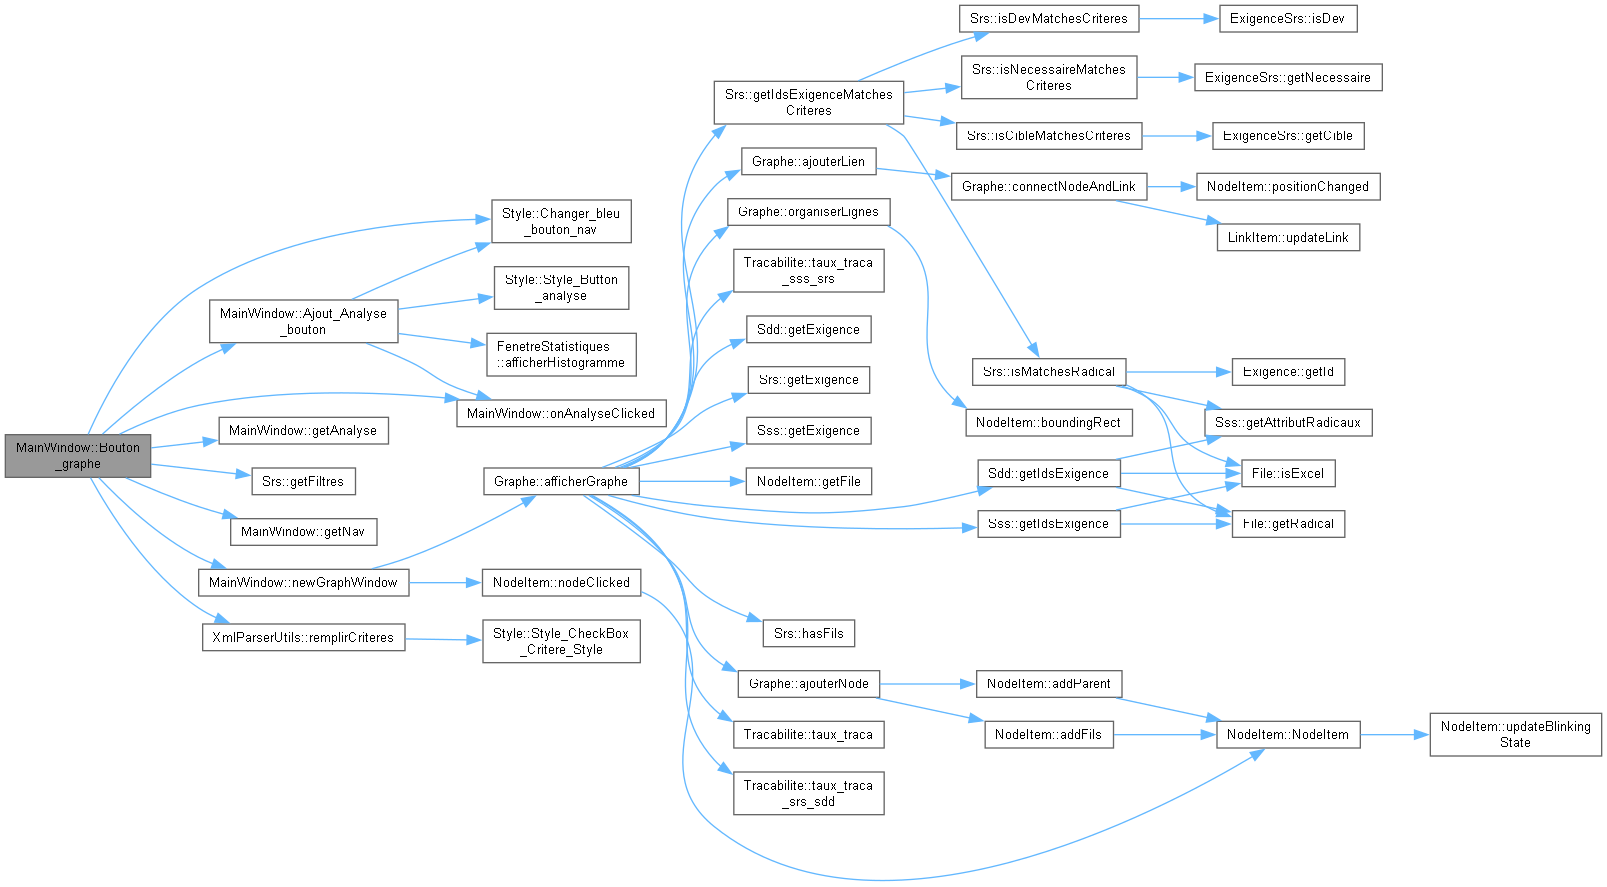 MainWindow::Bouton
_graphe
Style::Changer_bleu
_bouton_nav
MainWindow::Ajout_Analyse
_bouton
Style::Style_Button
_analyse
FenetreStatistiques
::afficherHistogramme
MainWindow::onAnalyseClicked
MainWindow::getAnalyse
Srs::getFiltres
MainWindow::getNav
MainWindow::newGraphWindow
XmlParserUtils::remplirCriteres
Graphe::afficherGraphe
NodeItem::nodeClicked
Style::Style_CheckBox
_Critere_Style
Srs::getIdsExigenceMatches
Criteres
Graphe::ajouterLien
Graphe::organiserLignes
Tracabilite::taux_traca
_sss_srs
Sdd::getExigence
Srs::getExigence
Sss::getExigence
NodeItem::getFile
Srs::hasFils
Graphe::ajouterNode
Tracabilite::taux_traca
Tracabilite::taux_traca
_srs_sdd
Srs::isDevMatchesCriteres
Srs::isNecessaireMatches
Criteres
Srs::isCibleMatchesCriteres
Graphe::connectNodeAndLink
Srs::isMatchesRadical
NodeItem::boundingRect
Sdd::getIdsExigence
Sss::getIdsExigence
NodeItem::addParent
NodeItem::addFils
ExigenceSrs::isDev
ExigenceSrs::getNecessaire
ExigenceSrs::getCible
NodeItem::positionChanged
LinkItem::updateLink
Exigence::getId
Sss::getAttributRadicaux
File::isExcel
File::getRadical
NodeItem::NodeItem
NodeItem::updateBlinking
State